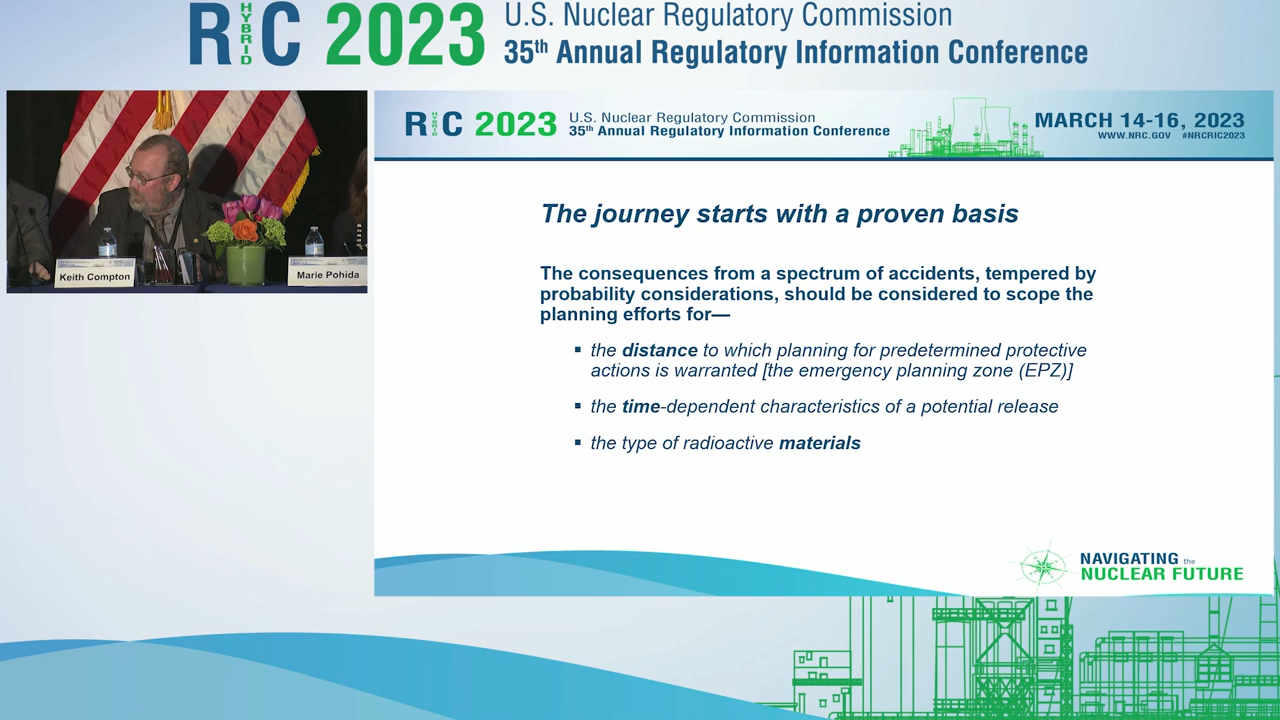 RIC 2023
HYBRID
U.S. Nuclear Regulatory Commission
35th Annual Regulatory Information Conference
RIC 2023
HYBRID
U.S. Nuclear Regulatory Commission
35th Annual Regulatory Information Conference
MARCH 14-16, 2023
WWW.NRC.GOV #NRCRIC2023
The journey starts with a proven basis
The consequences from a spectrum of accidents, tempered by
probability considerations, should be considered to scope the
planning efforts for—
▪ the distance to which planning for predetermined protective
actions is warranted [the emergency planning zone (EPZ)]
▪ the time-dependent characteristics of a potential release
▪ the type of radioactive materials
Keith Compton
Marie Pohida
NAVIGATING the
NUCLEAR FUTURE